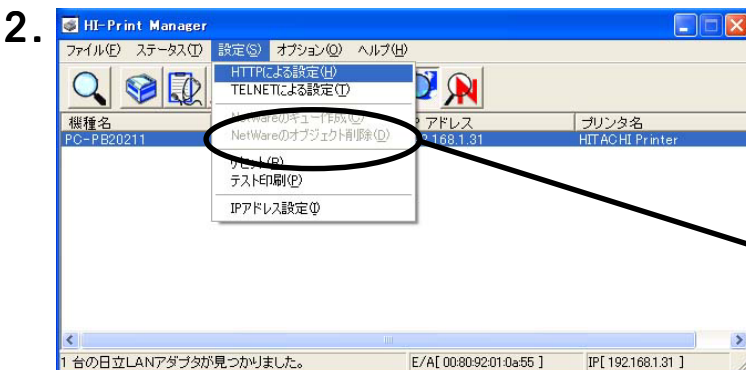 2.
HI-Print Manager
ファイル(F) ステータス(T) 設定(S) オプション(O) ヘルプ(H)
HTTPによる設定(H)
TELNETによる設定(T)
NetWareのキュー作成(C)
NetWareのオブジェクト削除(D)
リセット(R)
テスト印刷(P)
IPアドレス設定(I)
機種名 P アドレス プリンタ名
PC-PB20211 2.168.1.31 HITACHI Printer
1 台の日立LANアダプタが見つかりました。 E/A[ 00:80:92:01:0a:55 ] IP[ 192.168.1.31 ]